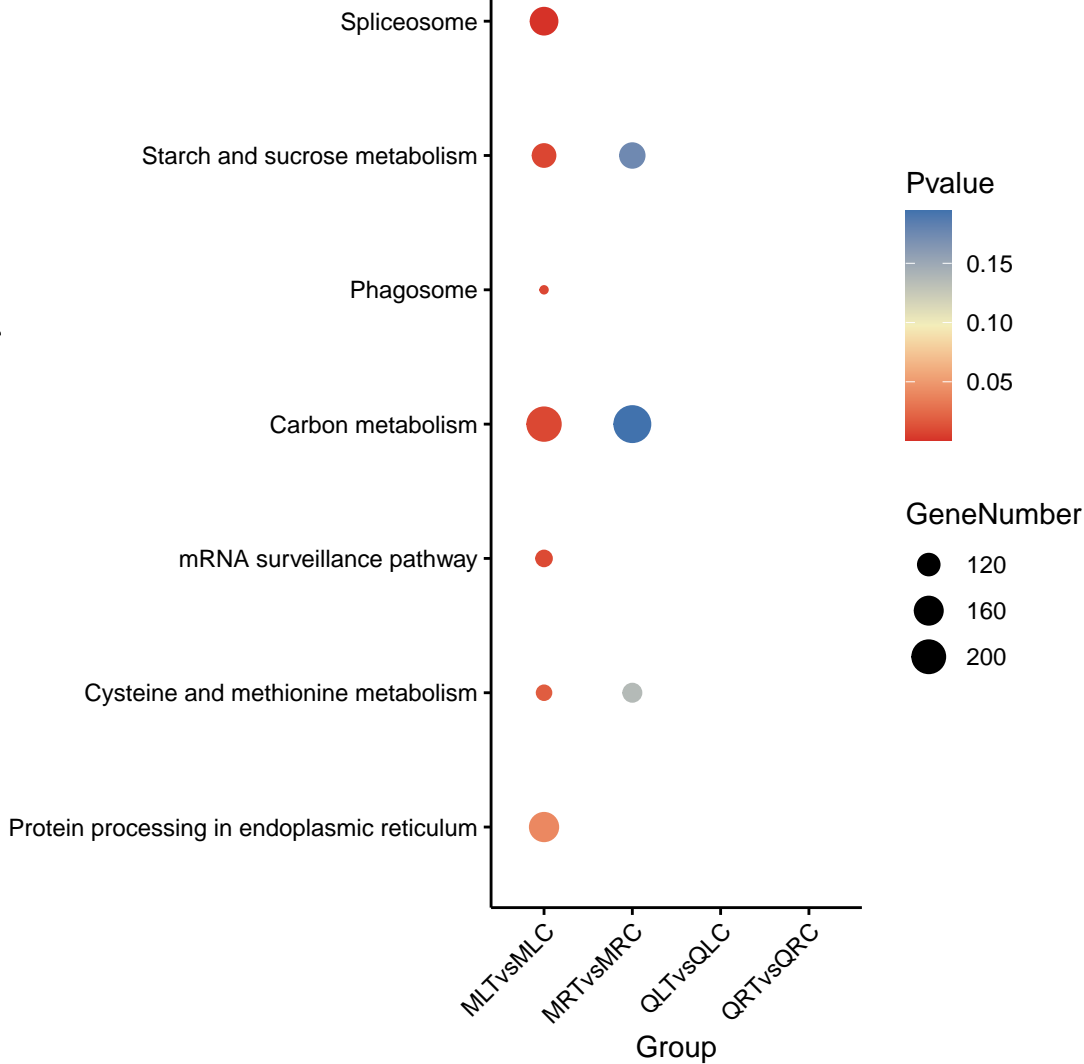 Spliceosome
Starch and sucrose metabolism
Phagosome
Carbon metabolism
mRNA surveillance pathway
Cysteine and methionine metabolism
Protein processing in endoplasmic reticulum
MLTvsMLC
MRTvsMRC
QLTvsQLC
QRTvsQRC
Group
Pvalue
0.15
0.10
0.05
GeneNumber
120
160
200